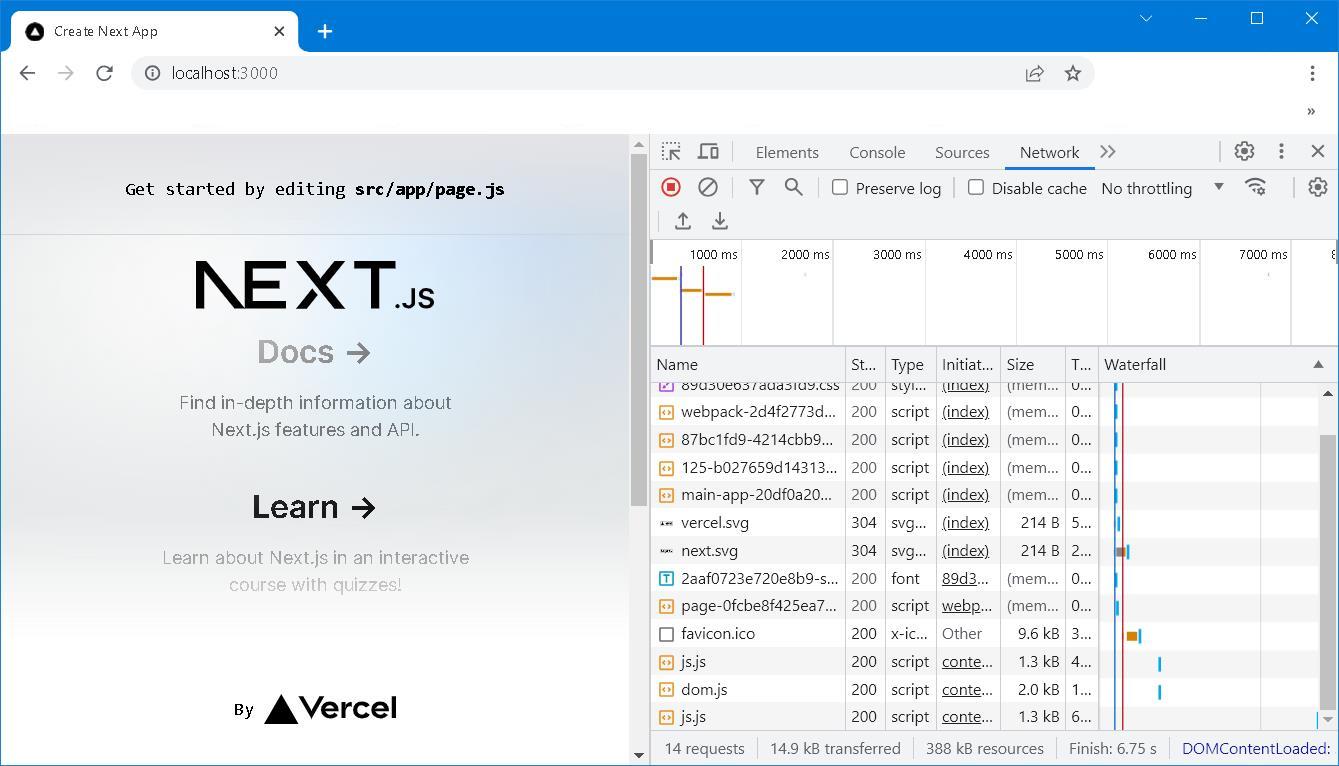 Create Next App
localhost:3000
»
Get started by editing src/app/page.js
NEXT.JS
Docs →
Find in-depth information about
Next.js features and API.
Learn →
Learn about Next.js in an interactive
course with quizzes!
By Vercel
Elements Console Sources Network
Preserve log Disable cache No throttling
1000 ms 2000 ms 3000 ms 4000 ms 5000 ms 6000 ms 7000 ms
Name St... Type Initiat... Size T... Waterfall
89d30e637ada3fd9.css 200 styl... (index) (mem... 0...
webpack-2d4f2773d... 200 script (index) (mem... 0...
87bc1fd9-4214cbb9... 200 script (index) (mem... 0...
125-b027659d14313... 200 script (index) (mem... 0...
main-app-20df0a20... 200 script (index) (mem... 0...
vercel.svg 304 svg... (index) 214 B 5...
next.svg 304 svg... (index) 214 B 2...
2aaf0723e720e8b9-s... 200 font 89d3... (mem... 0...
page-0fcbe8f425ea7... 200 script webp... (mem... 0...
favicon.ico 200 x-ic... Other 9.6 kB 3...
js.js 200 script conte... 1.3 kB 4...
dom.js 200 script conte... 2.0 kB 1...
js.js 200 script conte... 1.3 kB 6...
14 requests 14.9 kB transferred 388 kB resources Finish: 6.75 s DOMContentLoaded: